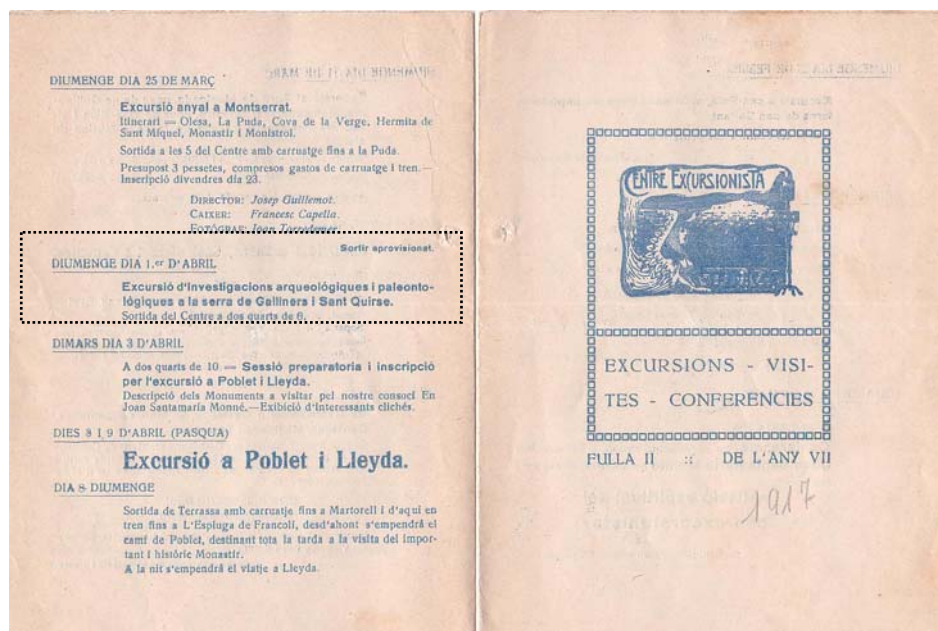 DIUMENGE DIA 25 DE MARÇ
Excursió anyal a Montserrat.
Itinerari = Olesa, La Puda, Cova de la Verge, Hermita de
Sant Miquel, Monastir i Monistrol.
Sortida a les 5 del Centre amb carruatge fins a la Puda.
Presupost 3 pessetes, compresos gastos de carruatge i tren.—
Inscripció divendres dia 23.
DIRECTOR: Josep Guillemot.
CAIXER: Francesc Capella.
FOTÓGRAF: Joan
Sortir aprovisionat.
DIUMENGE DIA 1.er D'ABRIL
Excursió d'Investigacions arqueológiques i paleonto-
lógiques a la serra de Galliners i Sant Quirse.
Sortida del Centre a dos quarts de 6.
DIMARS DIA 3 D'ABRIL
A dos quarts de 10.= Sessió preparatoria i inscripció
per l'excursió a Poblet i Lleyda.
Descripció dels Monuments a visitar pel nostre consoci En
Joan Santamaria Monné.—Exibició d'interessants clichés.
DIES 8 I 9 D'ABRIL (PASQUA)
Excursió a Poblet i Lleyda.
DIA 8 DIUMENGE
Sortida de Terrassa amb carruatje fins a Martorell i d'aqui en
tren fins a L'Espluga de Francolí, desd'ahont s'empendrá el
camí de Poblet, destinant tota la tarda a la visita del impor-
tant i històric Monastir.
A la nit s'empendrá el viatje a Lleyda.
CENTRE EXCURSIONISTA
EXCURSIONS - VISI-
TES - CONFERENCIES
FULLA II :: DE L'ANY VII
1917